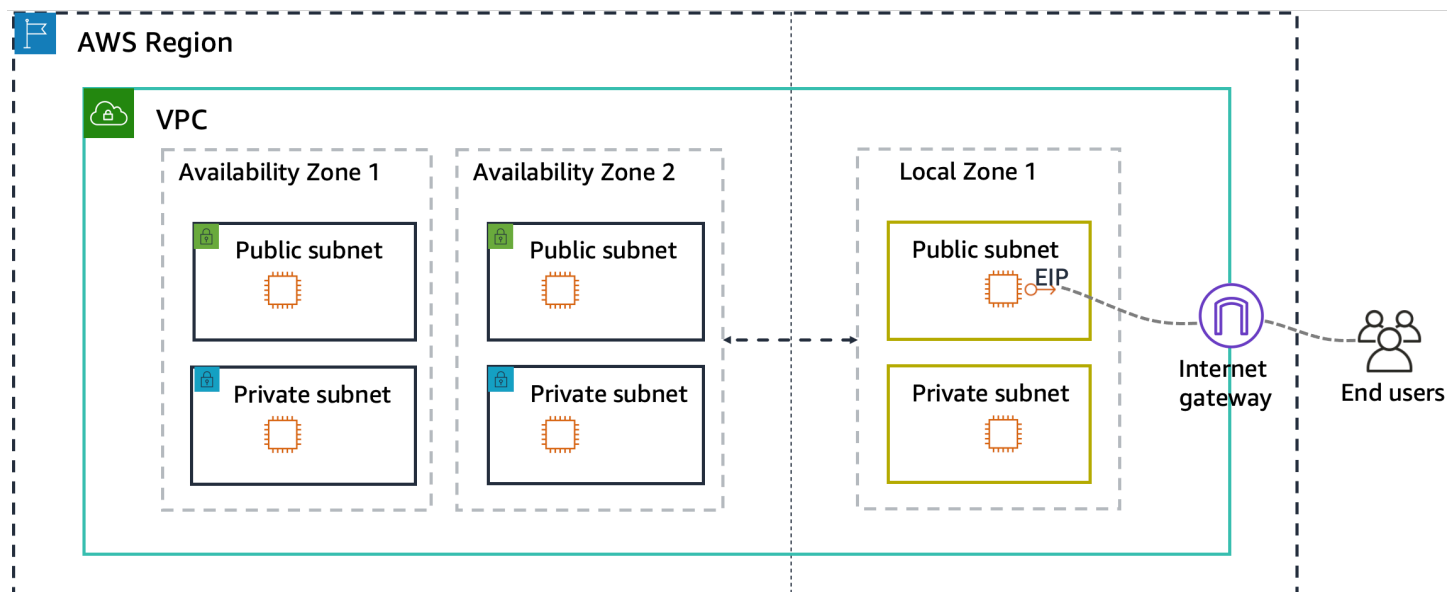 AWS Region
VPC
Availability Zone 1
Availability Zone 2
Local Zone 1
Public subnet
Public subnet
Public subnet
EIP
Private subnet
Private subnet
Private subnet
Internet
gateway
End users